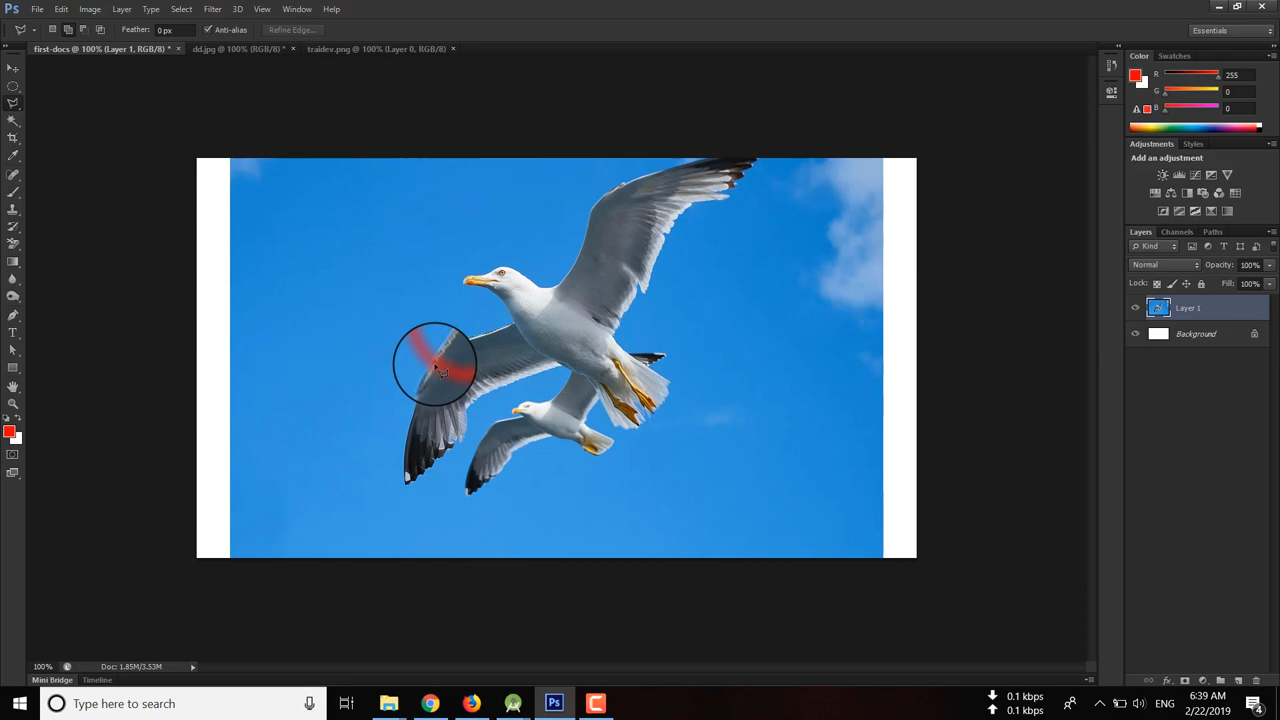 Ps File Edit Image Layer Type Select Filter 3D View Window Help
Feather: 0 px Anti-alias Refine Edge... Essentials
first-docs @ 100% (Layer 1, RGB/8) * × dd.jpg @ 100% (RGB/8) * × traidev.png @ 100% (Layer 0, RGB/8) ×
Color Swatches
R 255
G 0
B 0
Adjustments Styles
Add an adjustment
Layers Channels Paths
Kind
Normal Opacity: 100%
Lock: Fill: 100%
Layer 1
Background
100% Doc: 1.85M/3.53M
Mini Bridge Timeline
Type here to search
0.1 kbps
0.1 kbps
ENG
6:39 AM
2/22/2019
4